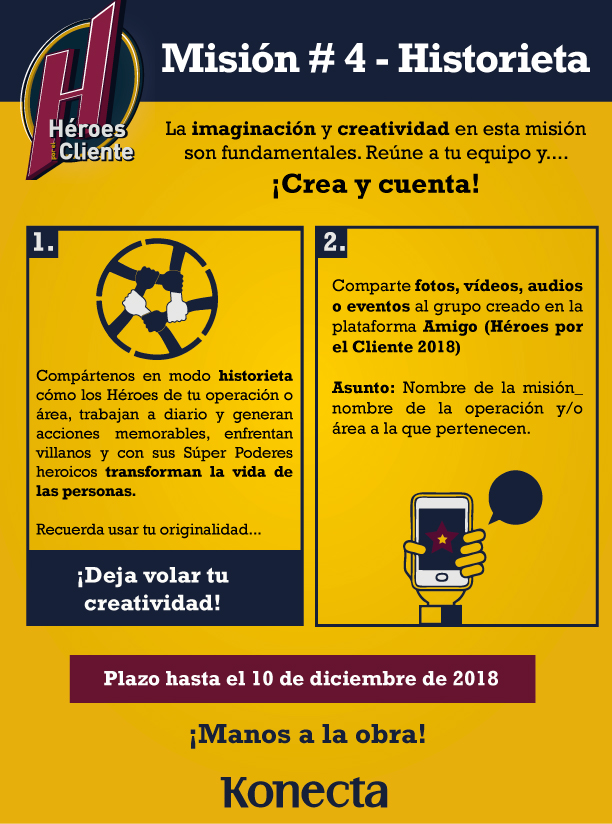 Misión # 4 - Historieta
Héroes
por el
Cliente
La imaginación y creatividad en esta misión
son fundamentales. Reúne a tu equipo y....
¡Crea y cuenta!
1.
Compártenos en modo historieta
cómo los Héroes de tu operación o
área, trabajan a diario y generan
acciones memorables, enfrentan
villanos y con sus Súper Poderes
heroicos transforman la vida de
las personas.
Recuerda usar tu originalidad...
¡Deja volar tu
creatividad!
2.
Comparte fotos, vídeos, audios
o eventos al grupo creado en la
plataforma Amigo (Héroes por
el Cliente 2018)
Asunto: Nombre de la misión_
nombre de la operación y/o
área a la que pertenecen.
Plazo hasta el 10 de diciembre de 2018
¡Manos a la obra!
Konecta